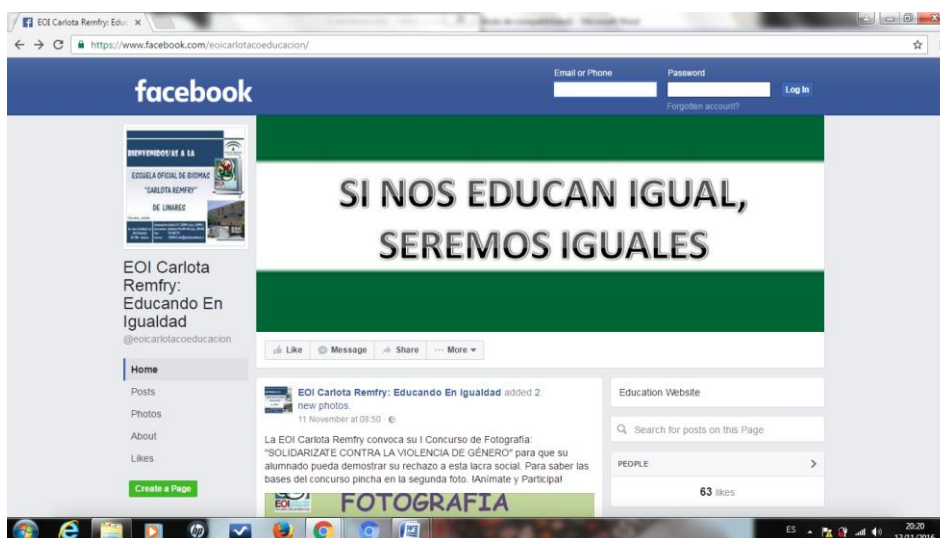 EOI Carlota Remfry: Educ
https://www.facebook.com/eoicarlotacoeducacion/
facebook
Email or Phone
Password
Log In
Forgotten account?
BIENVENIDOS/AS A LA
ESCUELA OFICIAL DE IDIOMAS
"CARLOTA REMFRY"
DE LINARES
SI NOS EDUCAN IGUAL,
SEREMOS IGUALES
EOI Carlota
Remfry:
Educando En
Igualdad
@eoicarlotacoeducacion
Like
Message
Share
More
Home
Posts
Photos
About
Likes
Create a Page
EOI Carlota Remfry: Educando En Igualdad added 2
new photos.
11 November at 08:50
La EOI Carlota Remfry convoca su I Concurso de Fotografía:
"SOLIDARIZATE CONTRA LA VIOLENCIA DE GÉNERO" para que su
alumnado pueda demostrar su rechazo a esta lacra social. Para saber las
bases del concurso pincha en la segunda foto. !Anímate y Participa!
EOI
FOTOGRAFIA
Education Website
Search for posts on this Page
PEOPLE
63 likes
ES
20:20
13/11/2016